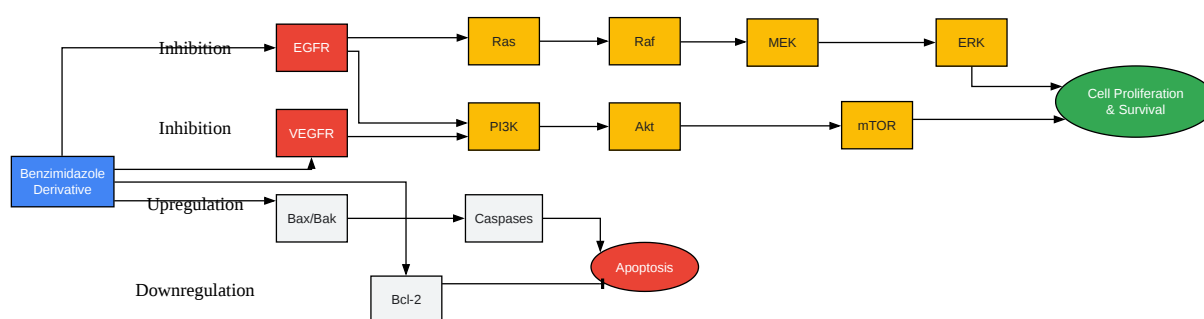 Inhibition
EGFR
Ras
Raf
MEK
ERK
Cell Proliferation
& Survival
Inhibition
VEGFR
PI3K
Akt
mTOR
Benzimidazole
Derivative
Upregulation
Bax/Bak
Caspases
Apoptosis
Downregulation
Bcl-2